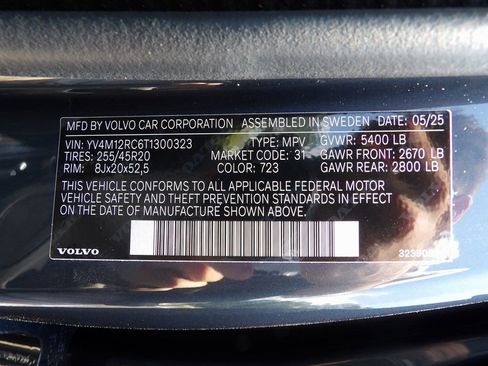 MFD BY VOLVO CAR CORPORATION ASSEMBLED IN SWEDEN DATE: 05/25
VIN: YV4M12RC6T1300323 TYPE: MPV GVWR: 5400 LB
TIRES: 255/45R20 MARKET CODE: 31 GAWR FRONT: 2670 LB
RIM: 8Jx20x52,5 COLOR: 723 GAWR REAR: 2800 LB
THIS VEHICLE CONFORMS TO ALL APPLICABLE FEDERAL MOTOR
VEHICLE SAFETY AND THEFT PREVENTION STANDARDS IN EFFECT
ON THE DATE OF MANUFACTURE SHOWN ABOVE.
VOLVO